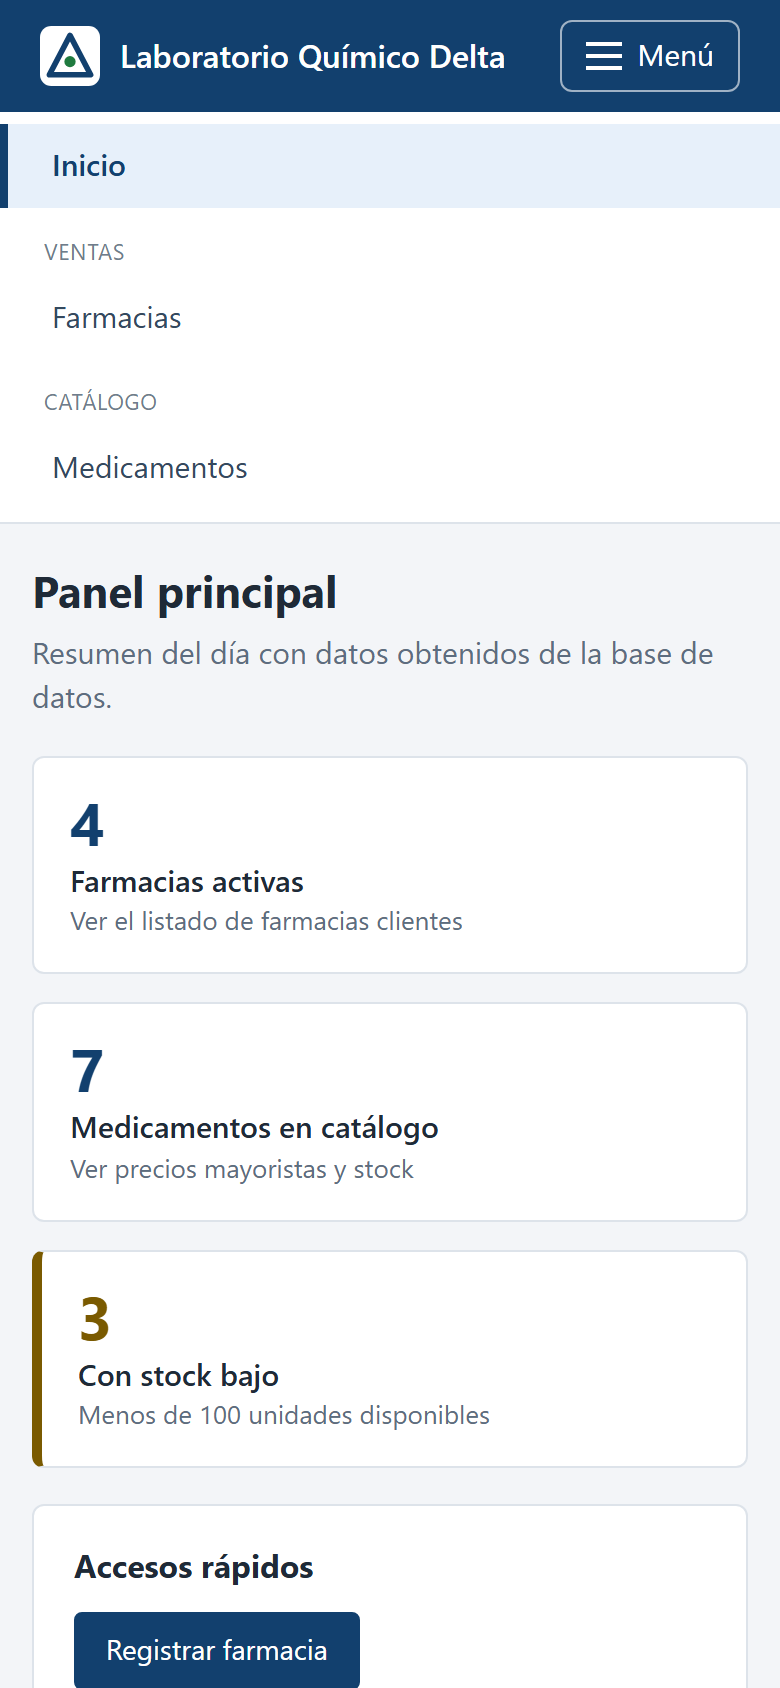 Laboratorio Químico Delta
Menú
Inicio
VENTAS
Farmacias
CATÁLOGO
Medicamentos
Panel principal
Resumen del día con datos obtenidos de la base de
datos.
4
Farmacias activas
Ver el listado de farmacias clientes
7
Medicamentos en catálogo
Ver precios mayoristas y stock
3
Con stock bajo
Menos de 100 unidades disponibles
Accesos rápidos
Registrar farmacia